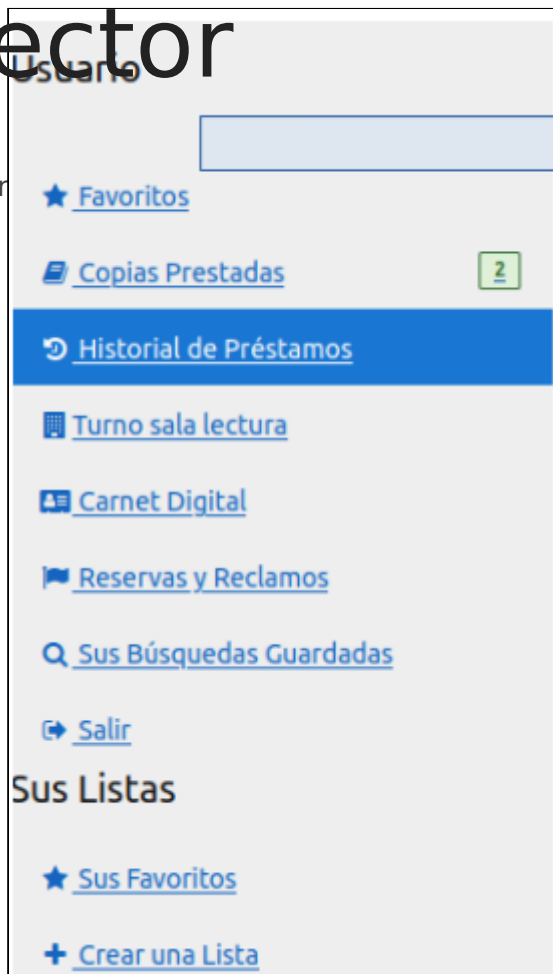 ector
Usuario
r
Favoritos
Copias Prestadas 2
Historial de Préstamos
Turno sala lectura
Carnet Digital
Reservas y Reclamos
Sus Búsquedas Guardadas
Salir
Sus Listas
Sus Favoritos
Crear una Lista